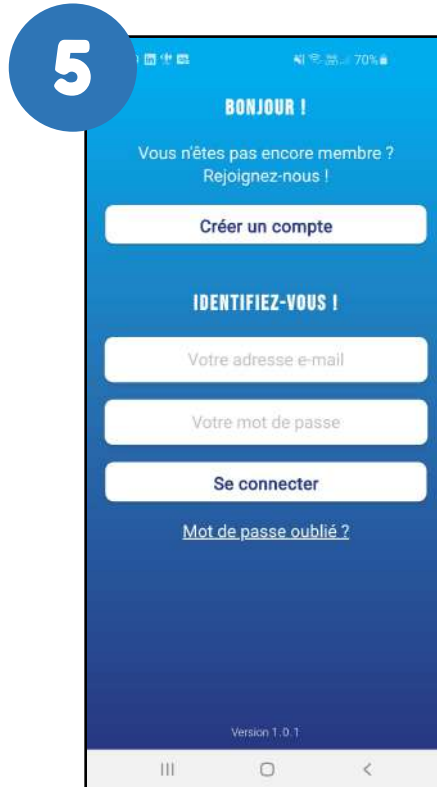 5
70%
BONJOUR !
Vous n'êtes pas encore membre ?
Rejoignez-nous !
Créer un compte
IDENTIFIEZ-VOUS !
Votre adresse e-mail
Votre mot de passe
Se connecter
Mot de passe oublié ?
Version 1.0.1